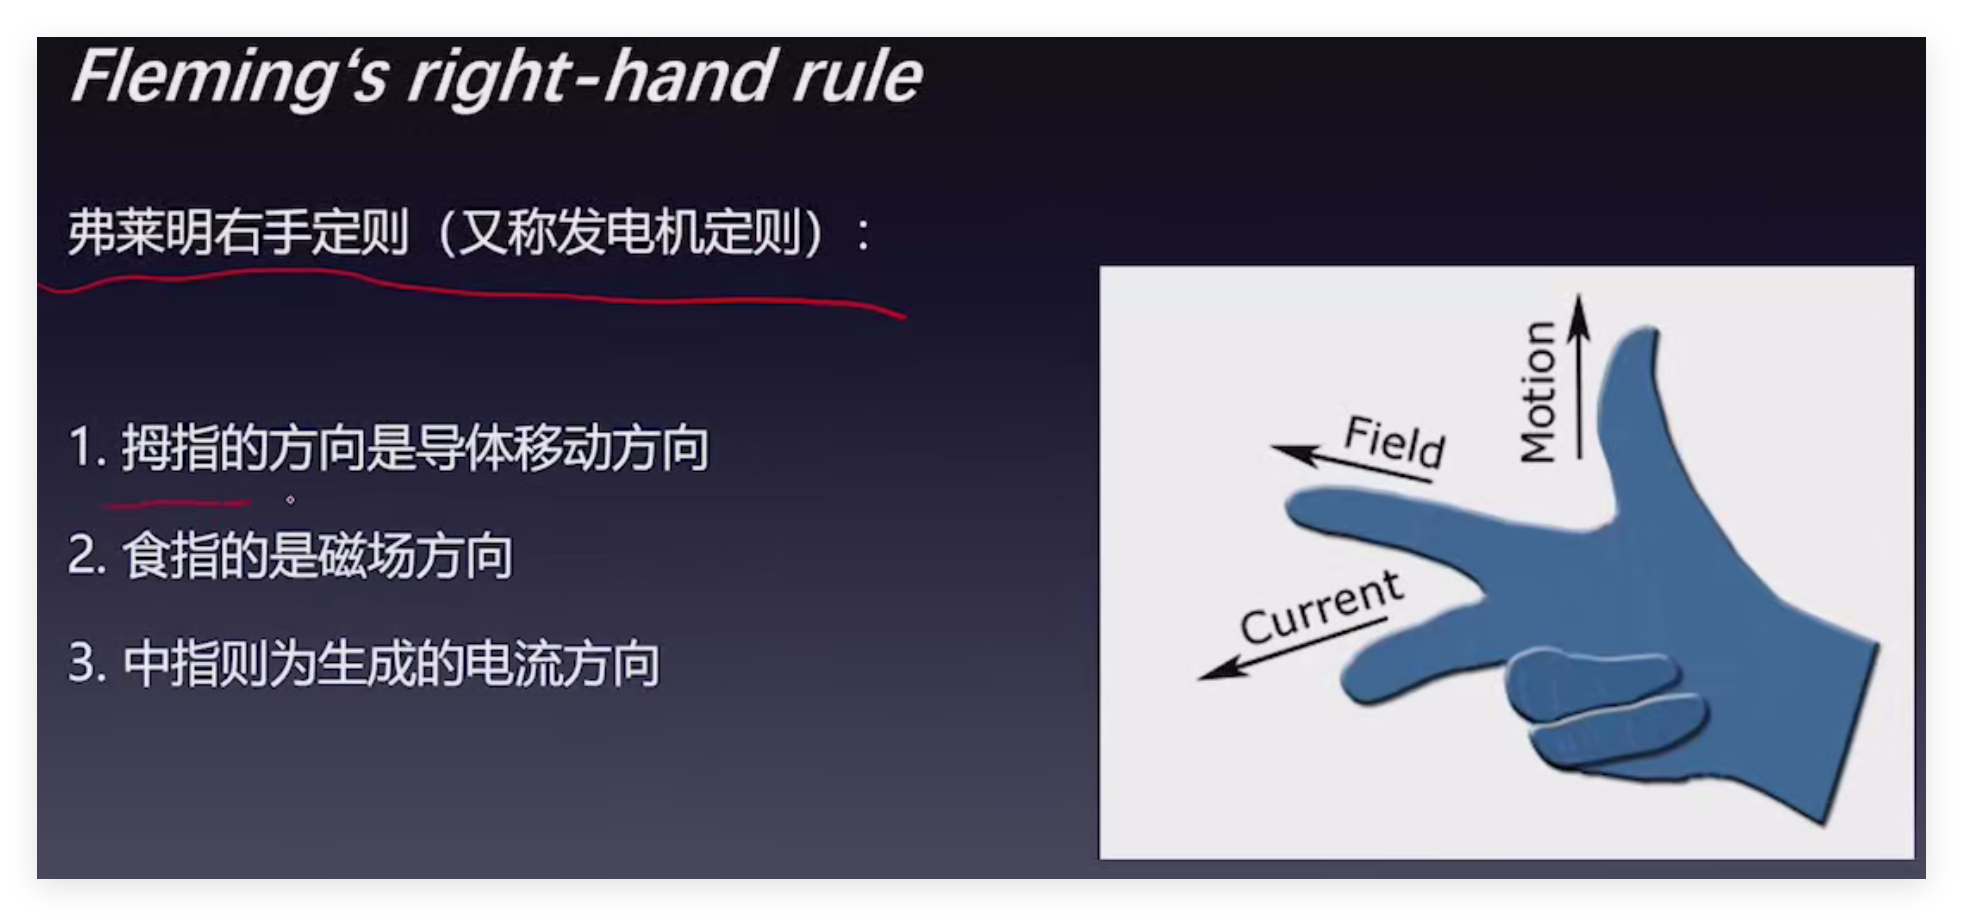 Fleming‘s right-hand rule
弗莱明右手定则（又称发电机定则）：
1. 拇指的方向是导体移动方向
2. 食指的是磁场方向
3. 中指则为生成的电流方向
Motion
Field
Current